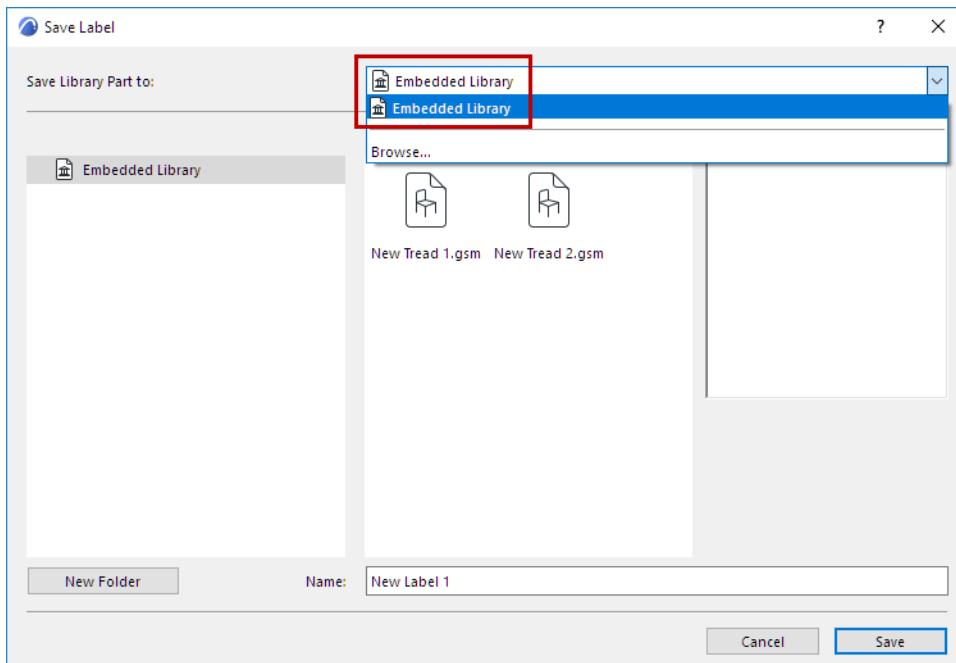 Save Label
?
Save Library Part to:
Embedded Library
Embedded Library
Browse...
Embedded Library
New Tread 1.gsm
New Tread 2.gsm
New Folder
Name:
New Label 1
Cancel
Save